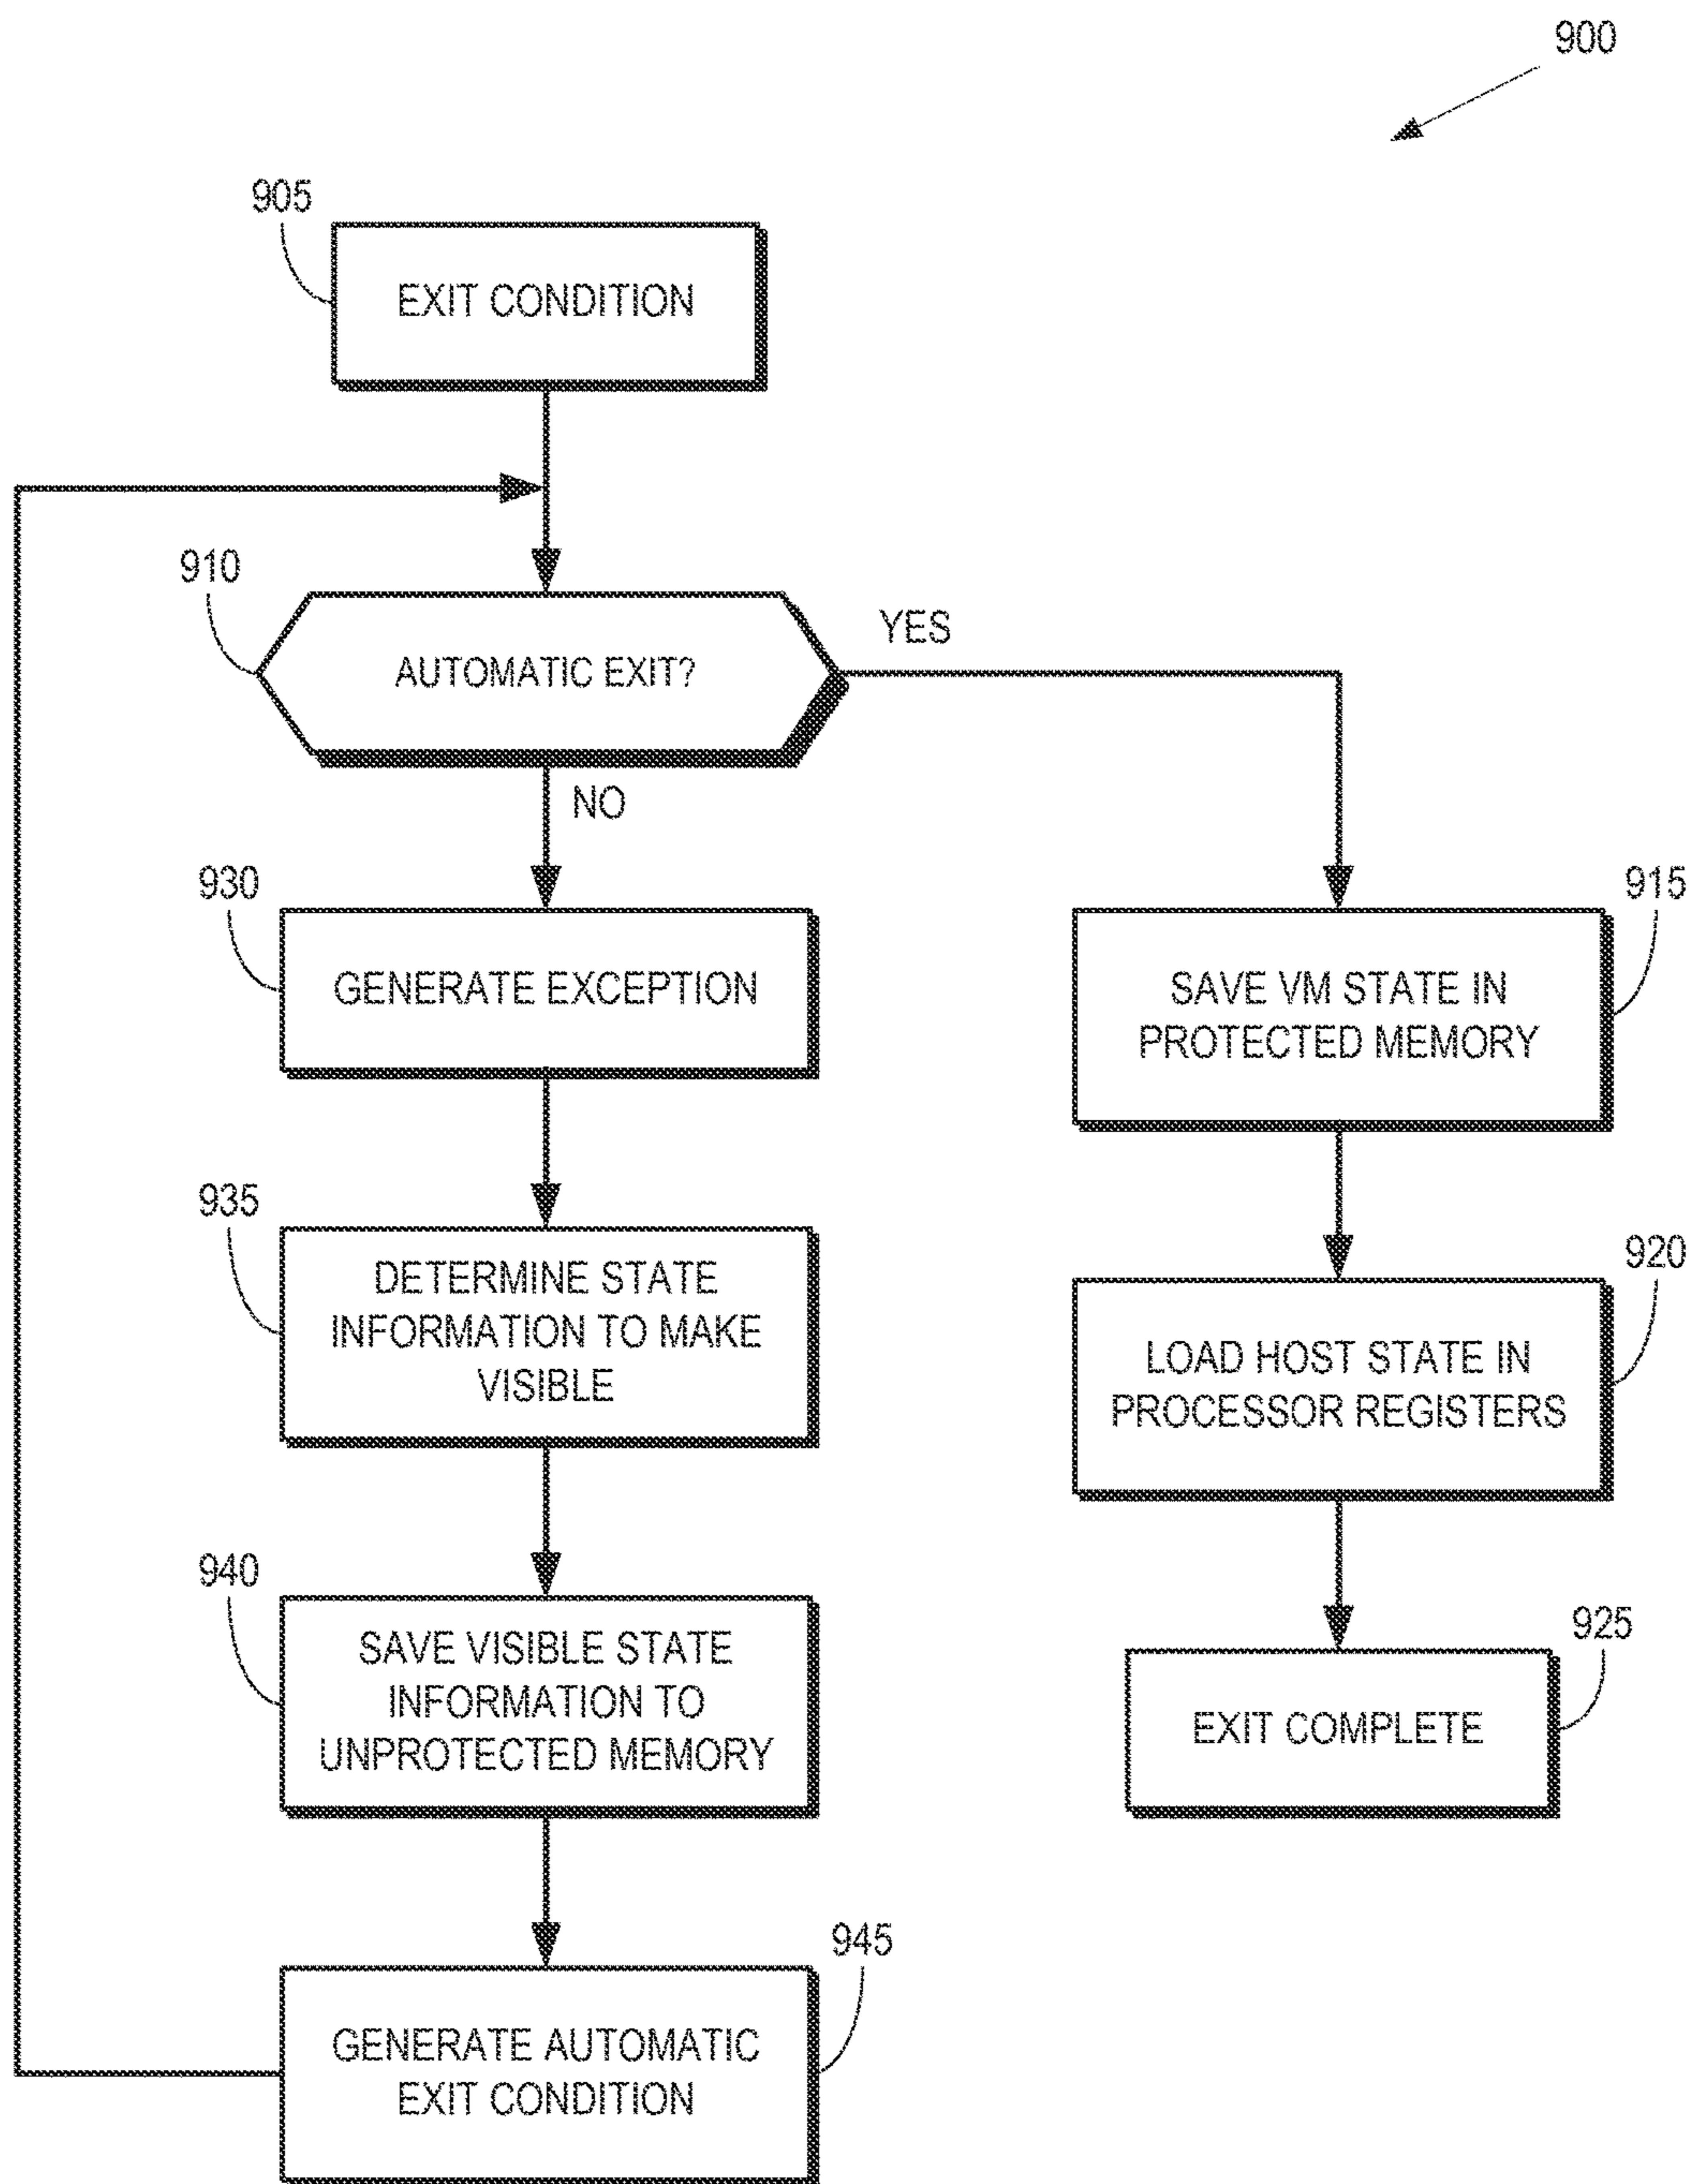 900
905
EXIT CONDITION
910
AUTOMATIC EXIT?
YES
NO
930
GENERATE EXCEPTION
915
SAVE VM STATE IN
PROTECTED MEMORY
935
DETERMINE STATE
INFORMATION TO MAKE
VISIBLE
920
LOAD HOST STATE IN
PROCESSOR REGISTERS
940
SAVE VISIBLE STATE
INFORMATION TO
UNPROTECTED MEMORY
925
EXIT COMPLETE
945
GENERATE AUTOMATIC
EXIT CONDITION